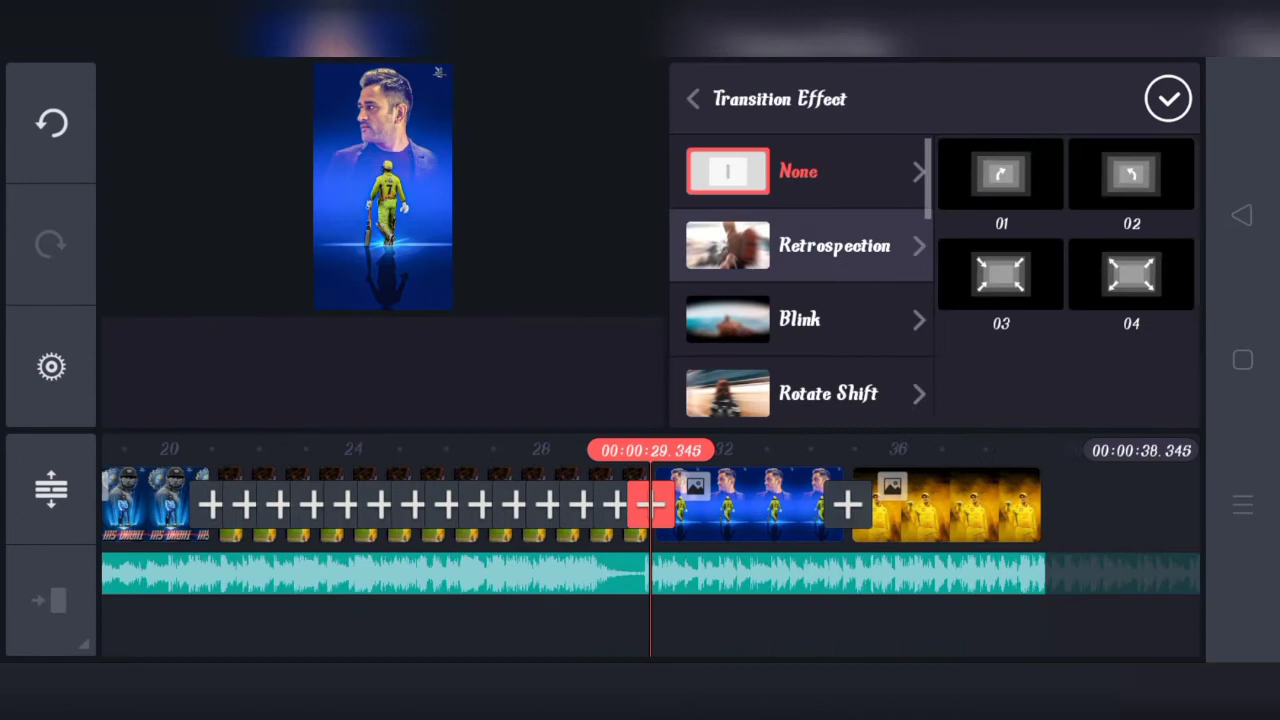 Transition Effect
None
Retrospection
Blink
Rotate Shift
01
02
03
04
7
20
24
28
00:00:29.345
32
36
00:00:38.345